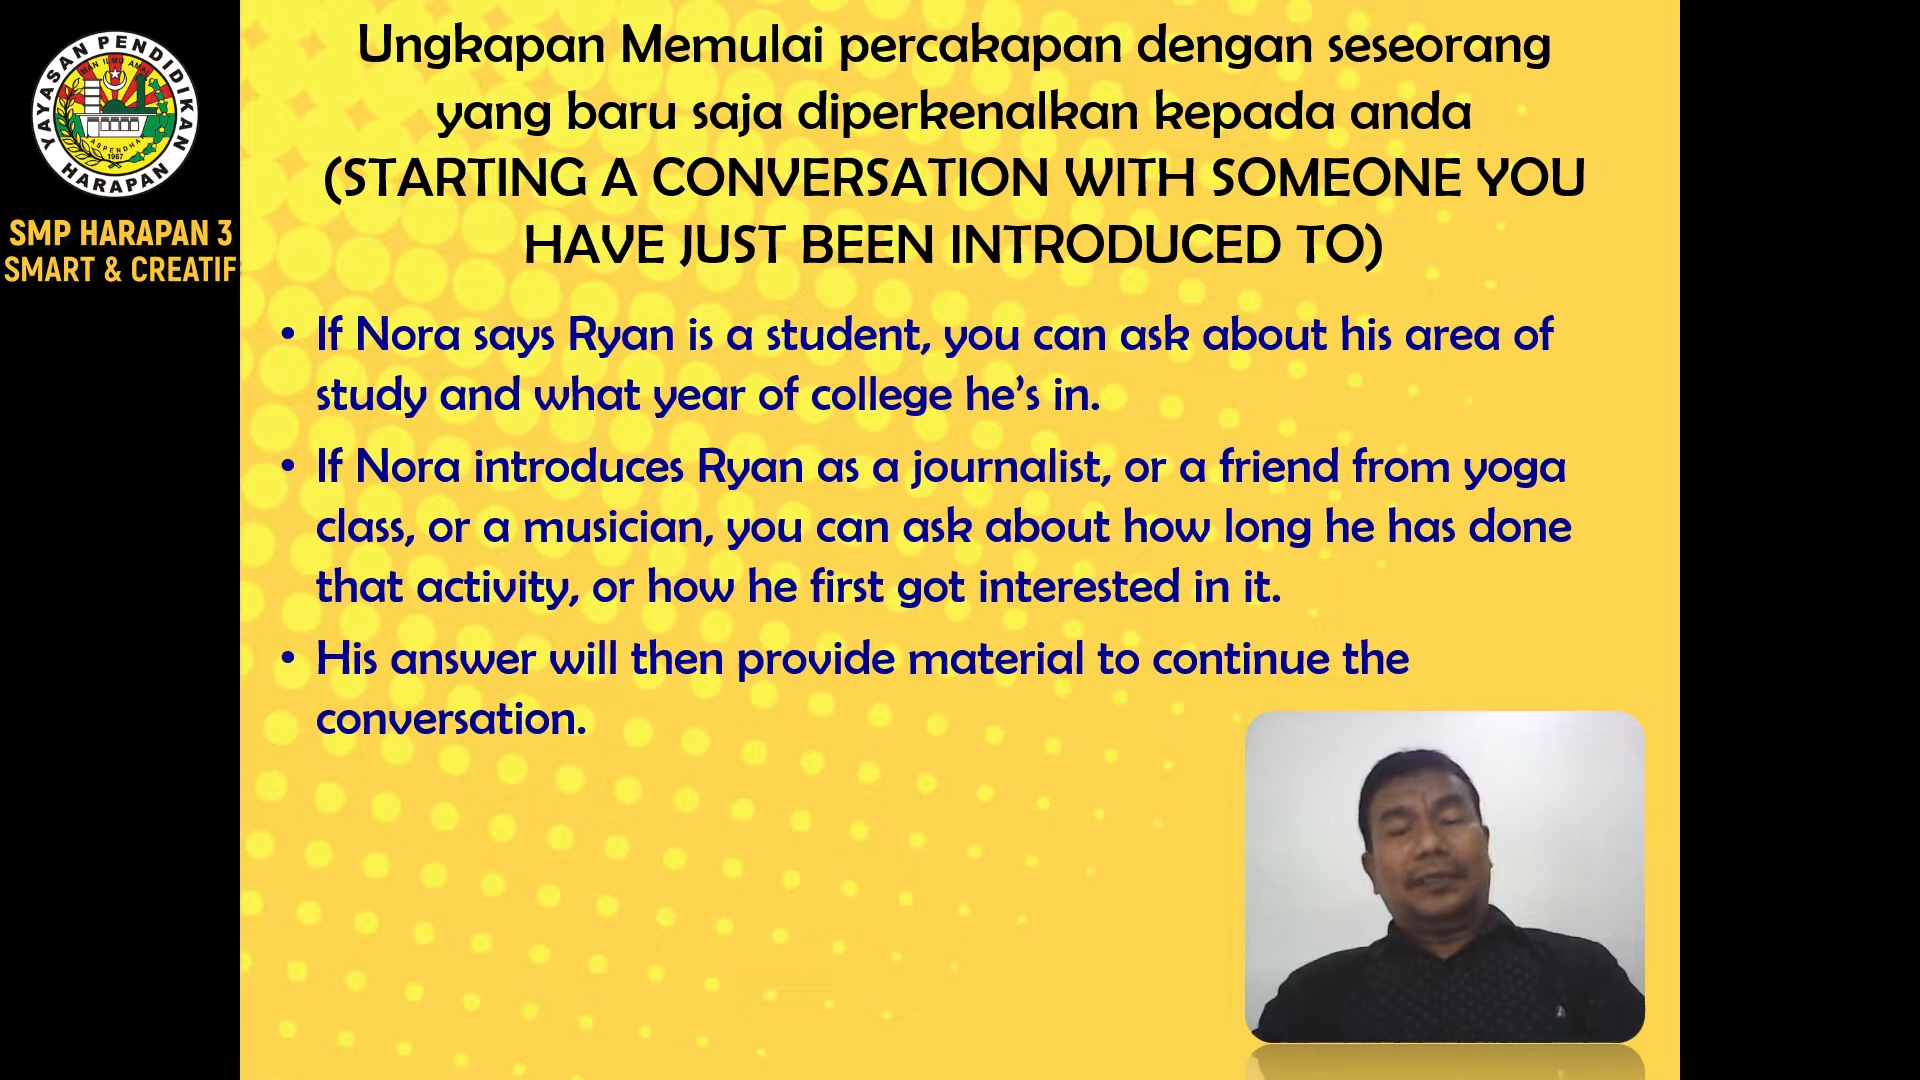 YAYASAN PENDIDIKAN
ASPENDHA
1967
HARAPAN
SMP HARAPAN 3
SMART & CREATIF
Ungkapan Memulai percakapan dengan seseorang
yang baru saja diperkenalkan kepada anda
(STARTING A CONVERSATION WITH SOMEONE YOU
HAVE JUST BEEN INTRODUCED TO)
• If Nora says Ryan is a student, you can ask about his area of
study and what year of college he’s in.
• If Nora introduces Ryan as a journalist, or a friend from yoga
class, or a musician, you can ask about how long he has done
that activity, or how he first got interested in it.
• His answer will then provide material to continue the
conversation.